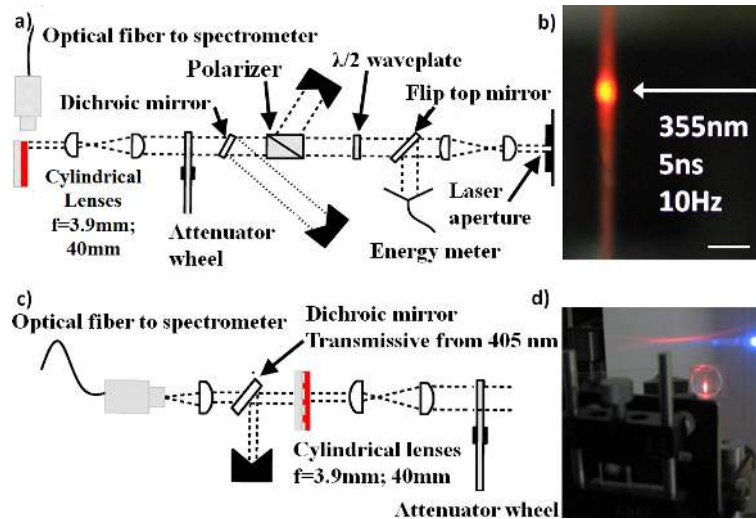 a)
Optical fiber to spectrometer
Polarizer
λ/2 waveplate
Dichroic mirror
Flip top mirror
Cylindrical
Lenses
f=3.9mm;
40mm
Attenuator
wheel
Energy meter
Laser
aperture
b)
355nm
5ns
10Hz
c)
Optical fiber to spectrometer
Dichroic mirror
Transmissive from 405 nm
Cylindrical lenses
f=3.9mm; 40mm
Attenuator wheel
d)